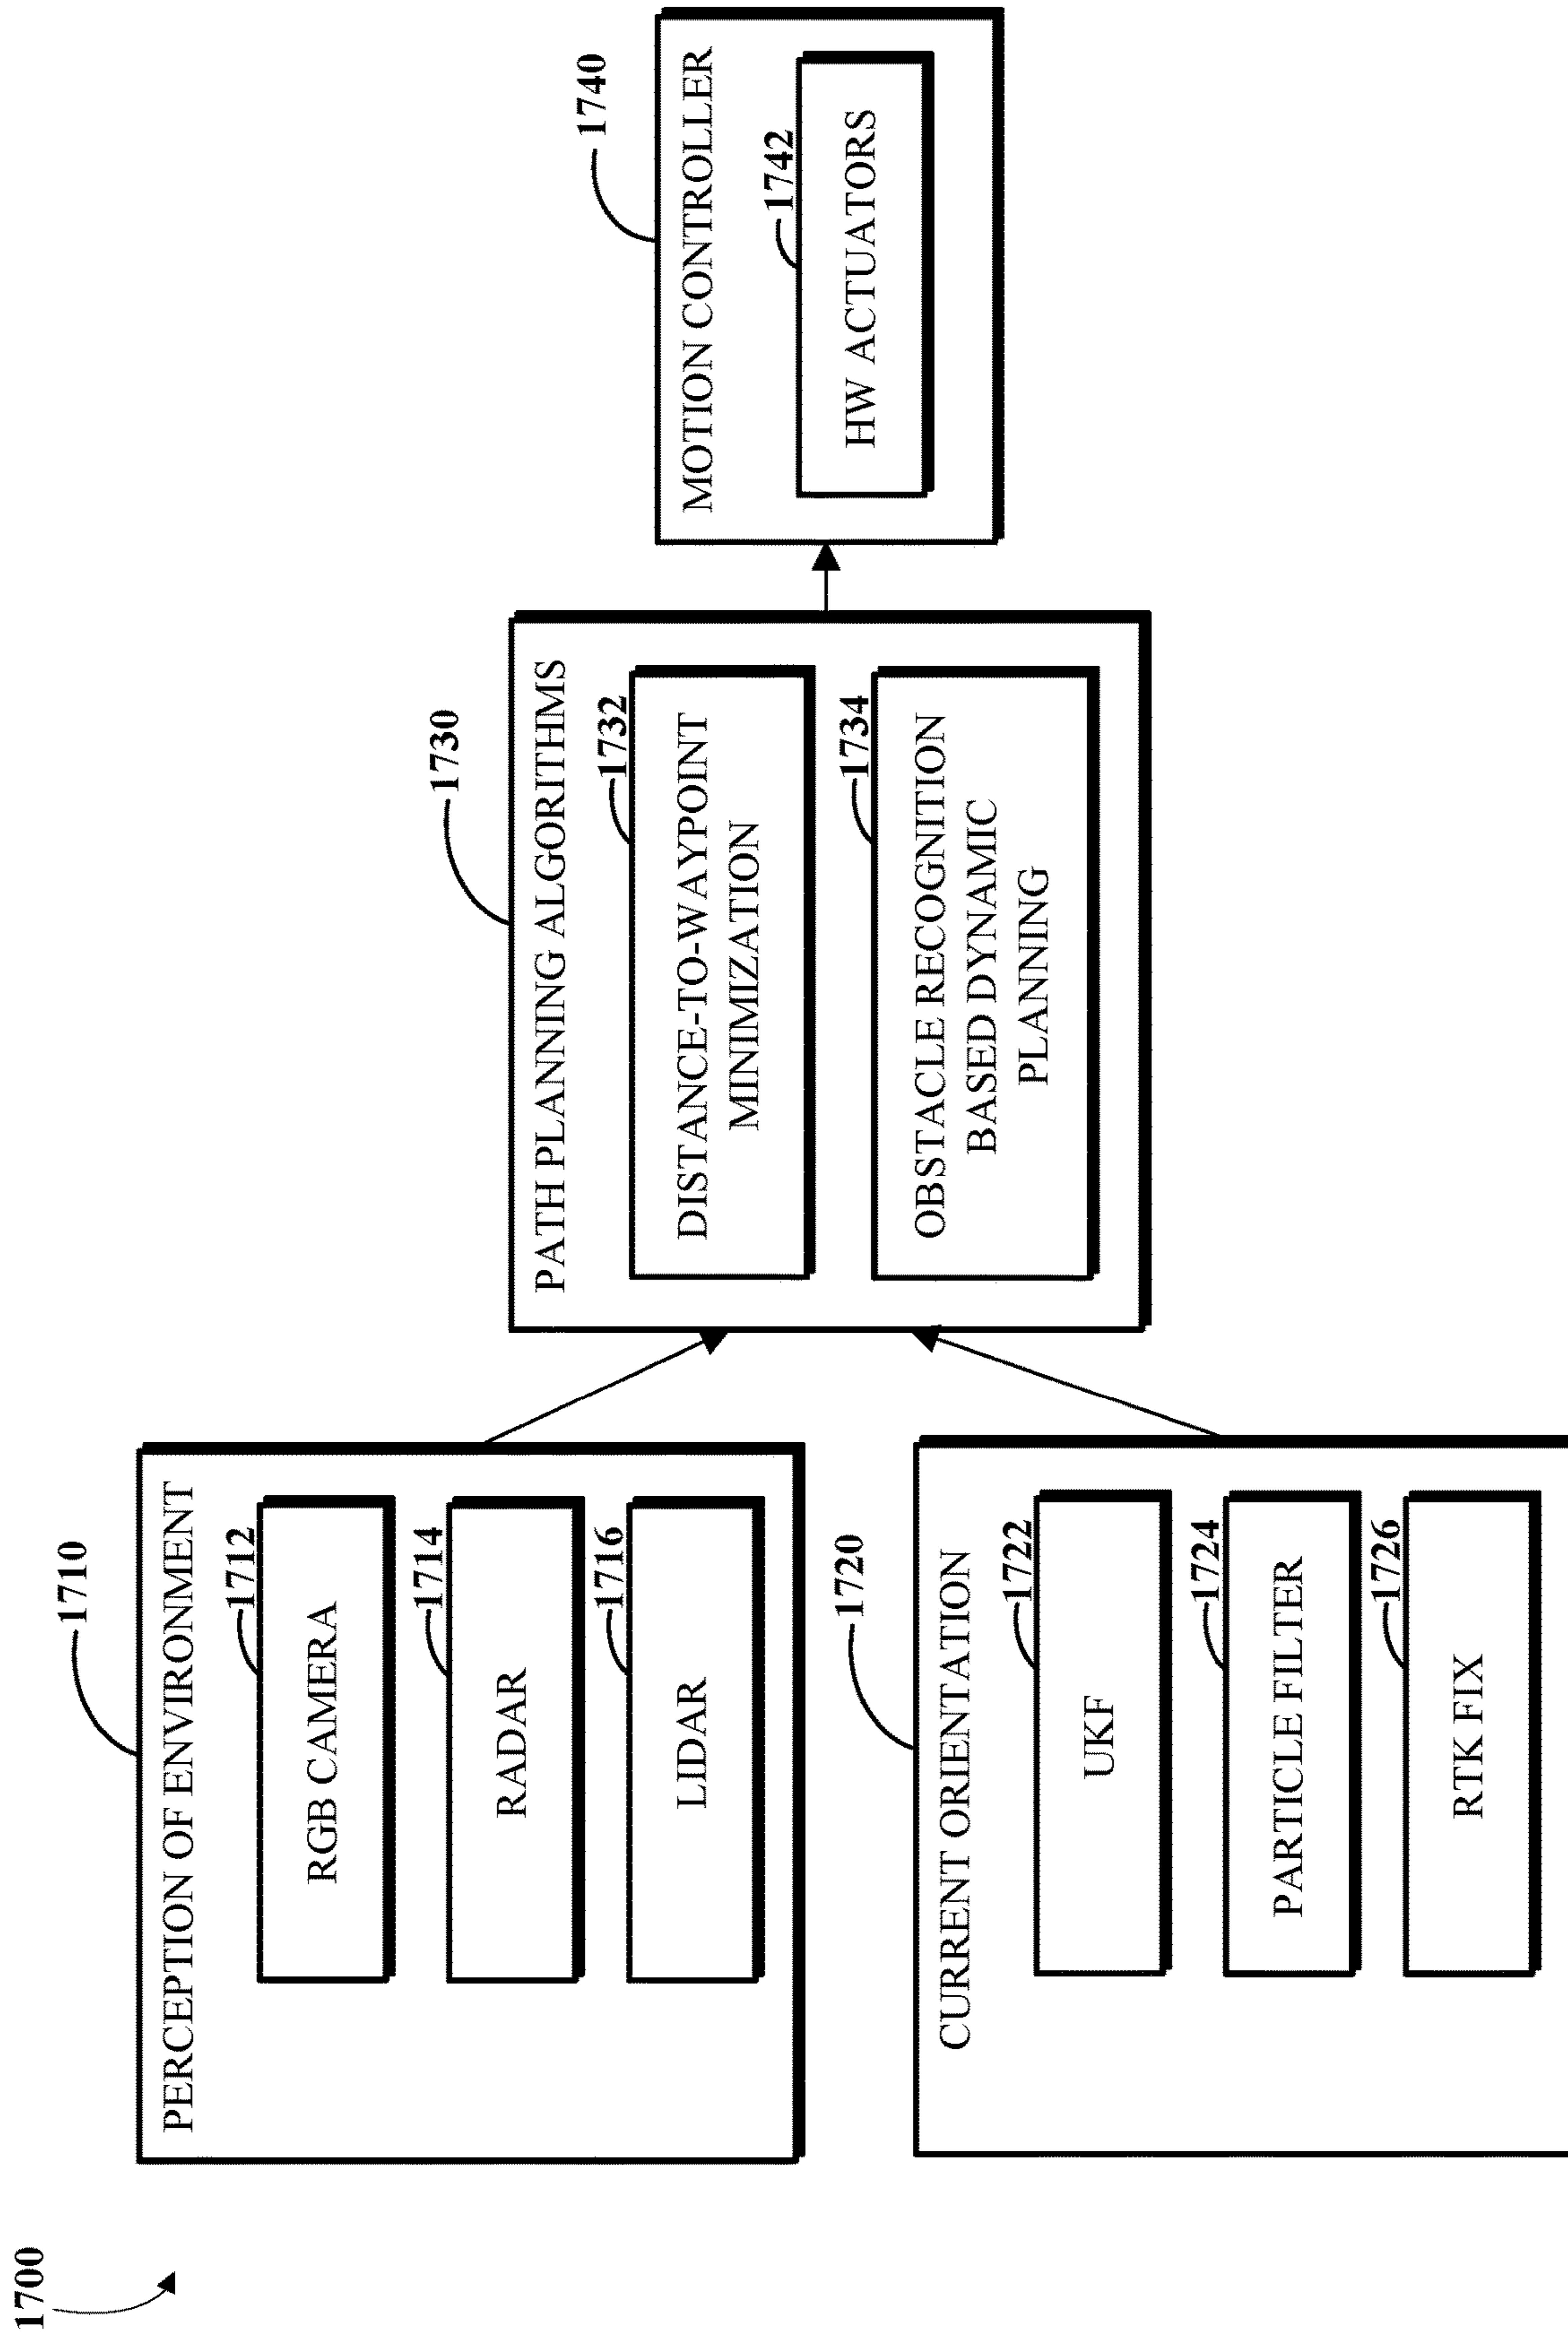 1700
1710
PERCEPTION OF ENVIRONMENT
1712
RGB CAMERA
1714
RADAR
1716
LIDAR
1720
CURRENT ORIENTATION
1722
UKF
1724
PARTICLE FILTER
1726
RTK FIX
1730
PATH PLANNING ALGORITHMS
1732
DISTANCE-TO-WAYPOINT
MINIMIZATION
1734
OBSTACLE RECOGNITION
BASED DYNAMIC
PLANNING
1740
MOTION CONTROLLER
1742
HW ACTUATORS